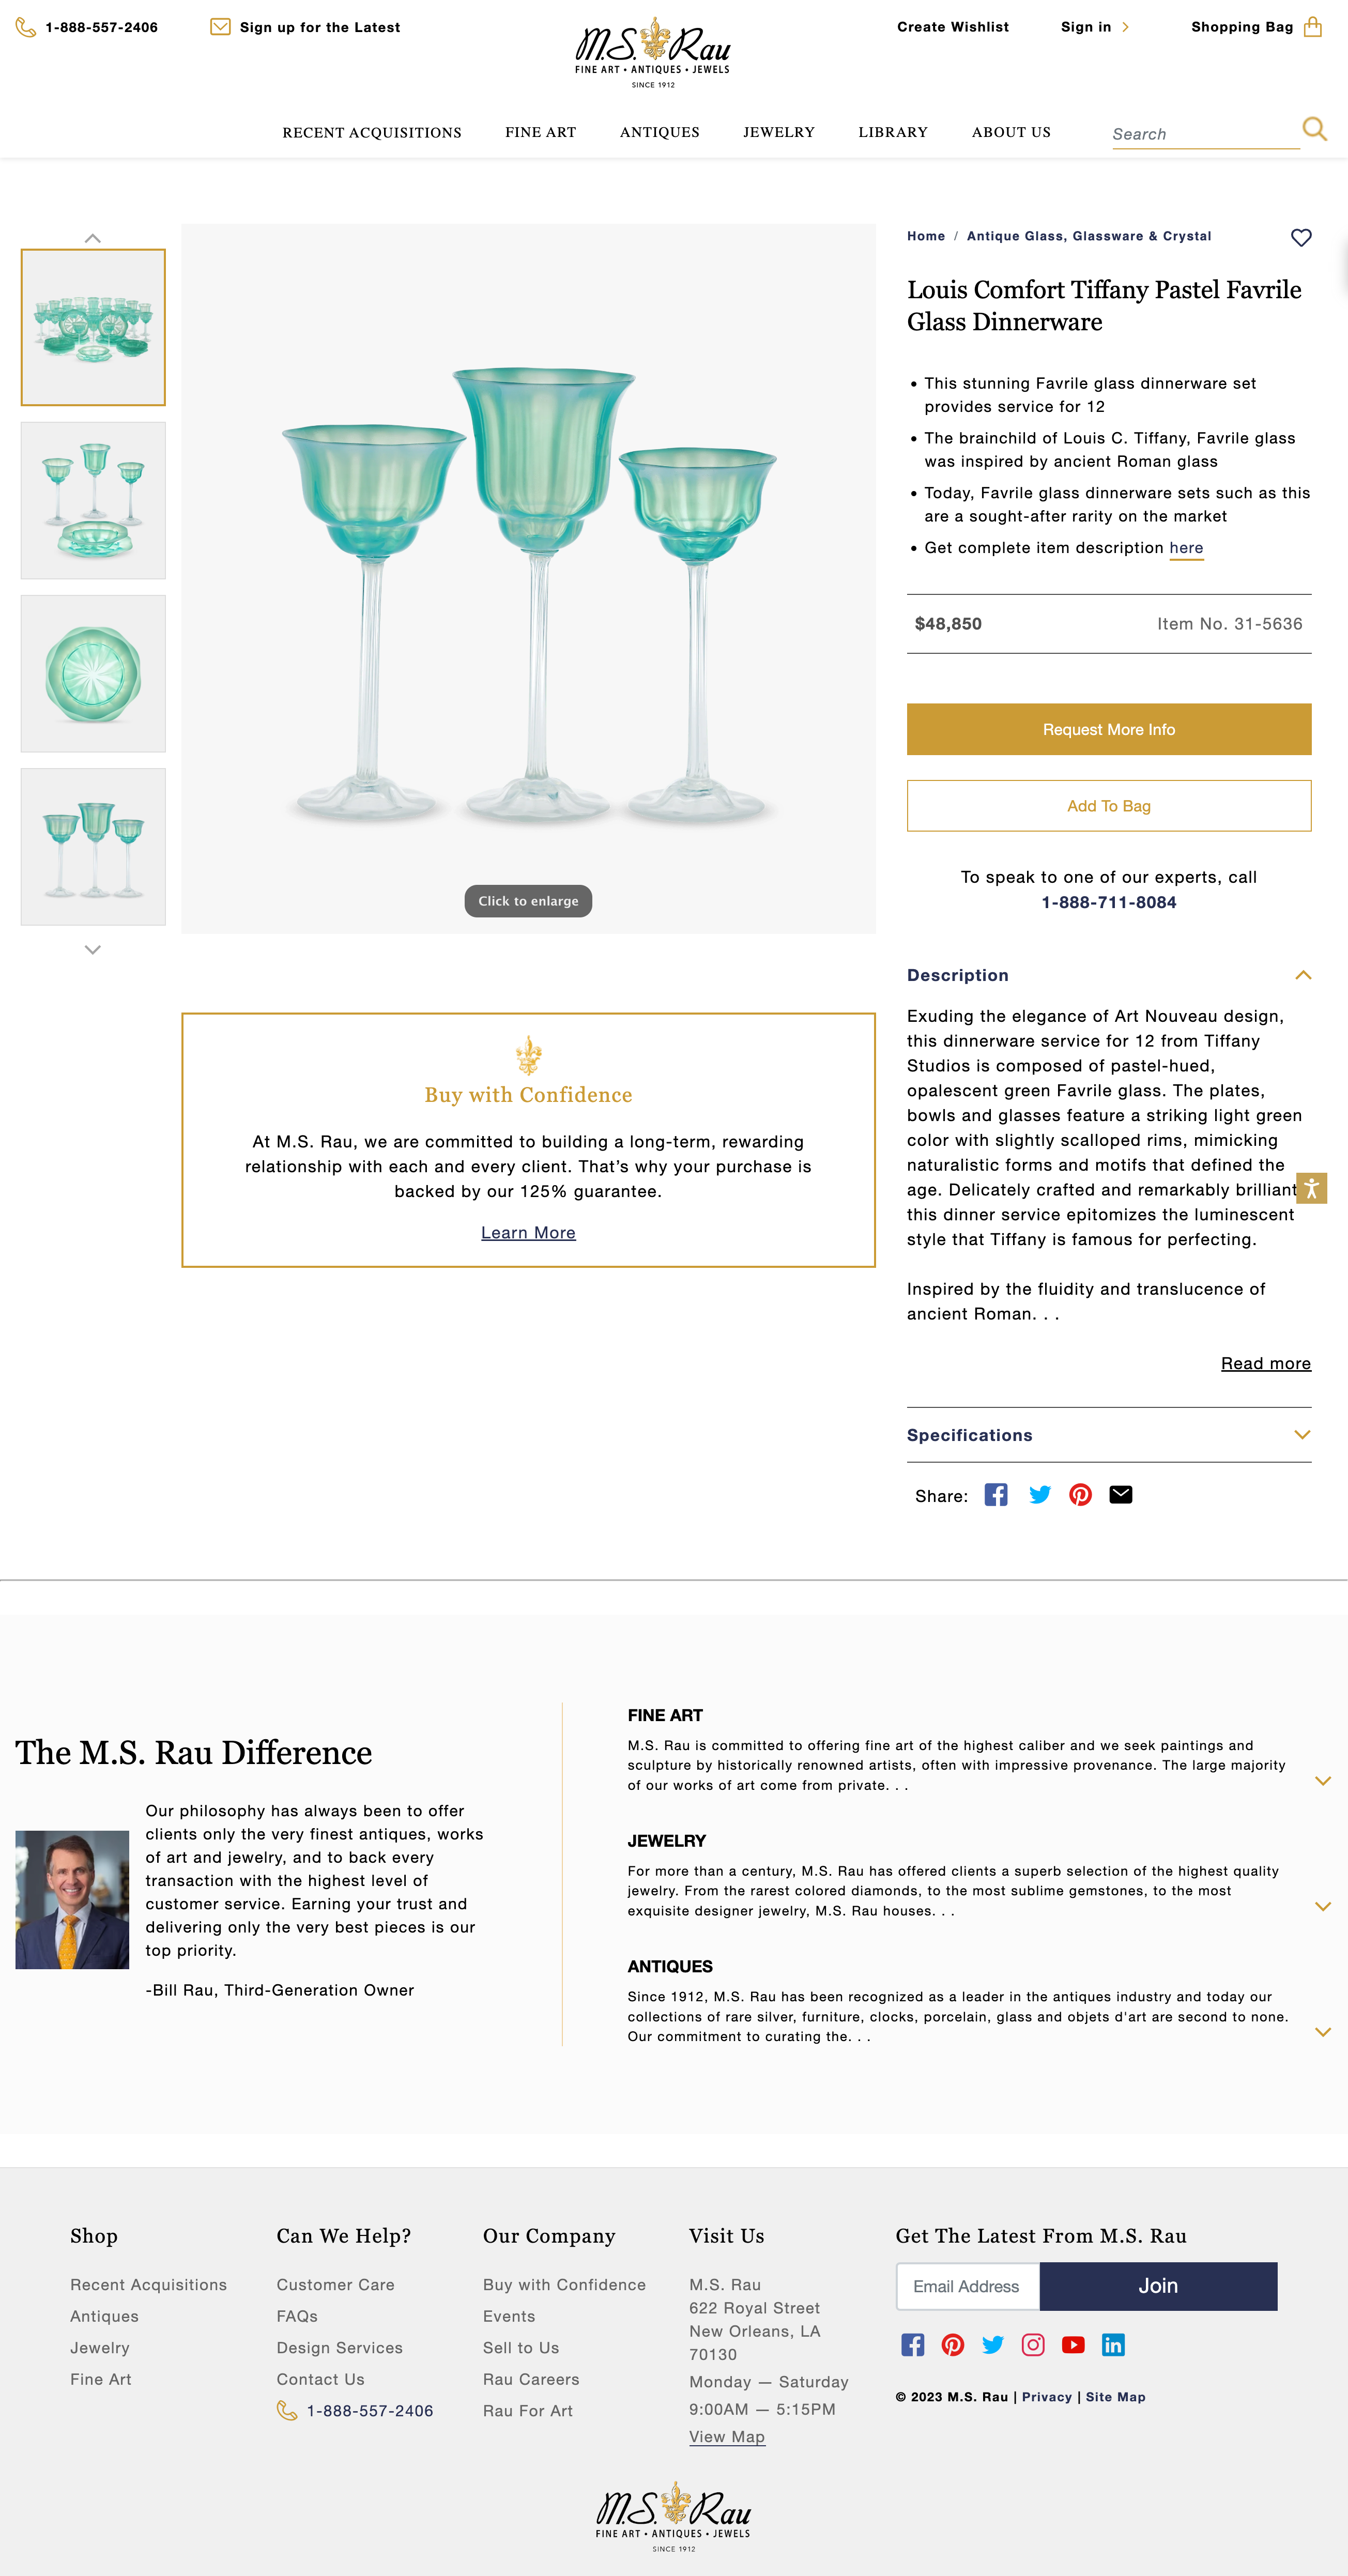 1-888-557-2406
Sign up for the Latest
M.S. Rau
FINE ART • ANTIQUES • JEWELS
SINCE 1912
Create Wishlist
Sign in
Shopping Bag
RECENT ACQUISITIONS
FINE ART
ANTIQUES
JEWELRY
LIBRARY
ABOUT US
Search
Click to enlarge
Buy with Confidence
At M.S. Rau, we are committed to building a long-term, rewarding
relationship with each and every client. That’s why your purchase is
backed by our 125% guarantee.
Learn More
Home / Antique Glass, Glassware & Crystal
Louis Comfort Tiffany Pastel Favrile
Glass Dinnerware
• This stunning Favrile glass dinnerware set
provides service for 12
• The brainchild of Louis C. Tiffany, Favrile glass
was inspired by ancient Roman glass
• Today, Favrile glass dinnerware sets such as this
are a sought-after rarity on the market
• Get complete item description here
$48,850
Item No. 31-5636
Request More Info
Add To Bag
To speak to one of our experts, call
1-888-711-8084
Description
Exuding the elegance of Art Nouveau design,
this dinnerware service for 12 from Tiffany
Studios is composed of pastel-hued,
opalescent green Favrile glass. The plates,
bowls and glasses feature a striking light green
color with slightly scalloped rims, mimicking
naturalistic forms and motifs that defined the
age. Delicately crafted and remarkably brilliant
this dinner service epitomizes the luminescent
style that Tiffany is famous for perfecting.
Inspired by the fluidity and translucence of
ancient Roman. . .
Read more
Specifications
Share:
The M.S. Rau Difference
Our philosophy has always been to offer
clients only the very finest antiques, works
of art and jewelry, and to back every
transaction with the highest level of
customer service. Earning your trust and
delivering only the very best pieces is our
top priority.
-Bill Rau, Third-Generation Owner
FINE ART
M.S. Rau is committed to offering fine art of the highest caliber and we seek paintings and
sculpture by historically renowned artists, often with impressive provenance. The large majority
of our works of art come from private. . .
JEWELRY
For more than a century, M.S. Rau has offered clients a superb selection of the highest quality
jewelry. From the rarest colored diamonds, to the most sublime gemstones, to the most
exquisite designer jewelry, M.S. Rau houses. . .
ANTIQUES
Since 1912, M.S. Rau has been recognized as a leader in the antiques industry and today our
collections of rare silver, furniture, clocks, porcelain, glass and objets d'art are second to none.
Our commitment to curating the. . .
Shop
Recent Acquisitions
Antiques
Jewelry
Fine Art
Can We Help?
Customer Care
FAQs
Design Services
Contact Us
1-888-557-2406
Our Company
Buy with Confidence
Events
Sell to Us
Rau Careers
Rau For Art
Visit Us
M.S. Rau
622 Royal Street
New Orleans, LA
70130
Monday — Saturday
9:00AM — 5:15PM
View Map
Get The Latest From M.S. Rau
Email Address
Join
© 2023 M.S. Rau | Privacy | Site Map
M.S. Rau
FINE ART • ANTIQUES • JEWELS
SINCE 1912